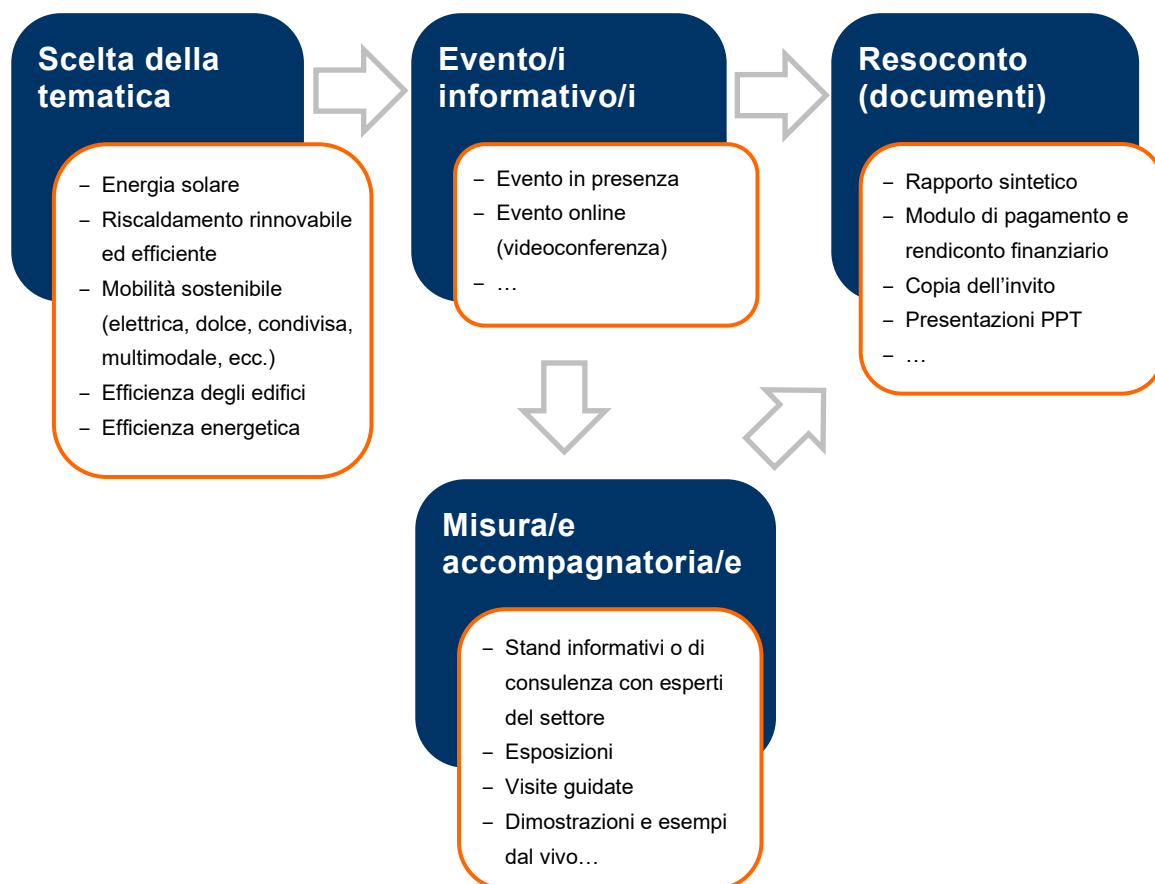 Scelta della
tematica
– Energia solare
– Riscaldamento rinnovabile
ed efficiente
– Mobilità sostenibile
(elettrica, dolce, condivisa,
multimodale, ecc.)
– Efficienza degli edifici
– Efficienza energetica
Evento/i
informativo/i
– Evento in presenza
– Evento online
(videoconferenza)
– …
Resoconto
(documenti)
– Rapporto sintetico
– Modulo di pagamento e
rendiconto finanziario
– Copia dell’invito
– Presentazioni PPT
– …
Misura/e
accompagnatoria/e
– Stand informativi o di
consulenza con esperti
del settore
– Esposizioni
– Visite guidate
– Dimostrazioni e esempi
dal vivo…